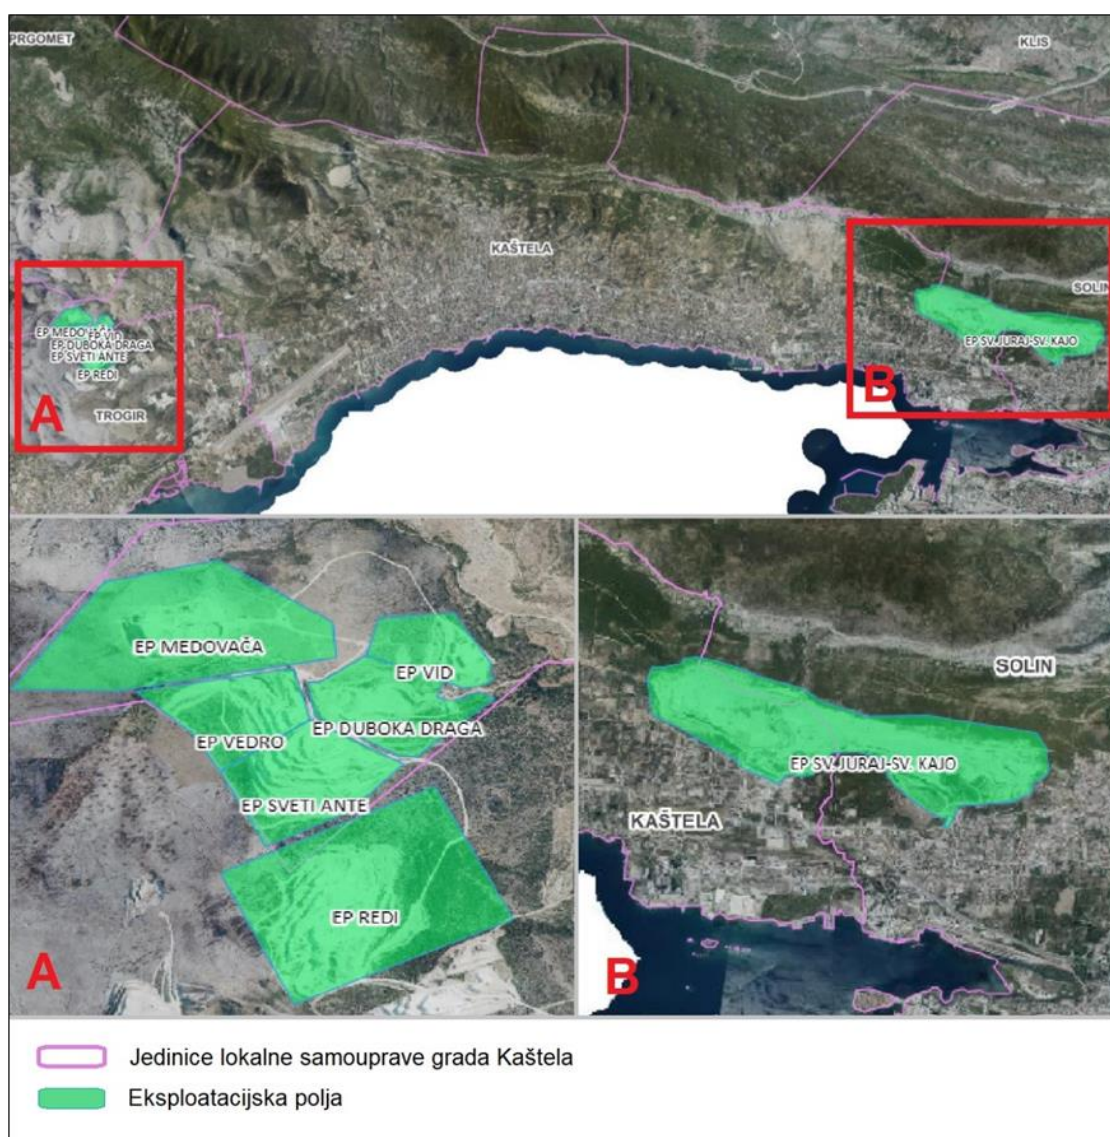 PRGOMET
KLIS
KAŠTELA
SOLIN
EP MEDOVAČA
EP VID
EP DUBOKA DRAGA
EP SVETI ANTE
EP REDI
TROGIR
A
EP SV. JURAJ-SV. KAJO
B
EP MEDOVAČA
EP VID
EP DUBOKA DRAGA
EP VEDRO
EP SVETI ANTE
EP REDI
A
SOLIN
EP SV. JURAJ-SV. KAJO
KAŠTELA
B
Jedinice lokalne samouprave grada Kaštela
Eksploatacijska polja